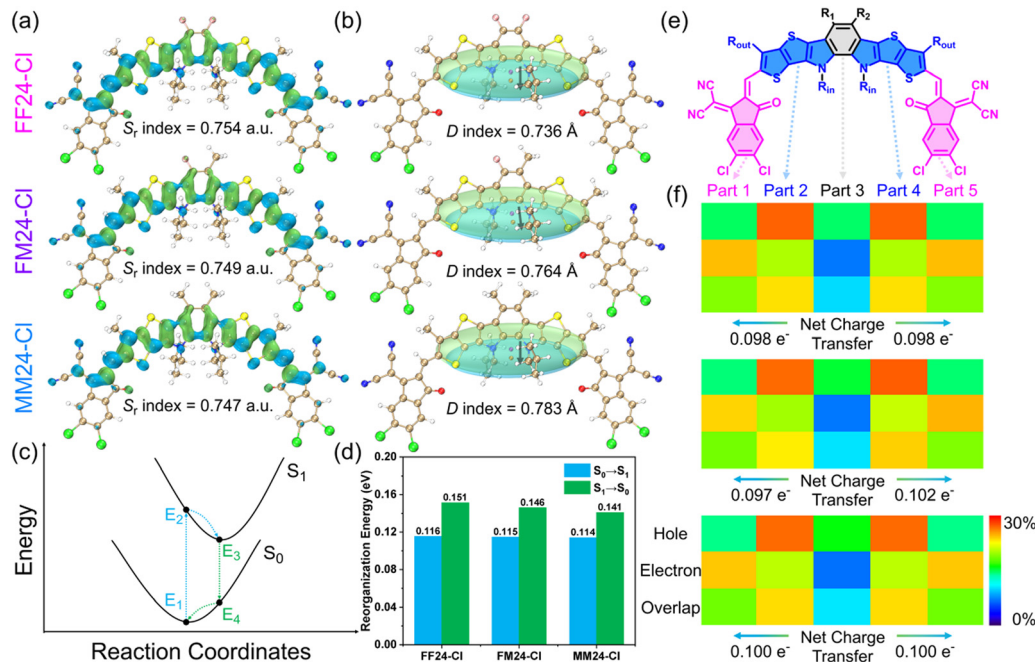 (a)
(b)
(e)
FF24-Cl
FM24-Cl
MM24-Cl
Sr index = 0.754 a.u.
Sr index = 0.749 a.u.
Sr index = 0.747 a.u.
D index = 0.736 Å
D index = 0.764 Å
D index = 0.783 Å
R1 R2
Rout Rout
N N
Rin Rin
S S S S
NC CN
NC CN
O O
Cl Cl Cl Cl
Part 1 Part 2 Part 3 Part 4 Part 5
(f)
Net Charge
0.098 e- Transfer 0.098 e-
Net Charge
0.097 e- Transfer 0.102 e-
Hole
Electron
Overlap
30%
0%
Net Charge
0.100 e- Transfer 0.100 e-
(c)
Energy
S1
S0
E2
E3
E1
E4
Reaction Coordinates
(d)
Reorganization Energy (eV)
0.20
0.16
0.12
0.08
0.04
0.00
S0→S1
S1→S0
0.116 0.151
0.115 0.146
0.114 0.141
FF24-Cl FM24-Cl MM24-Cl